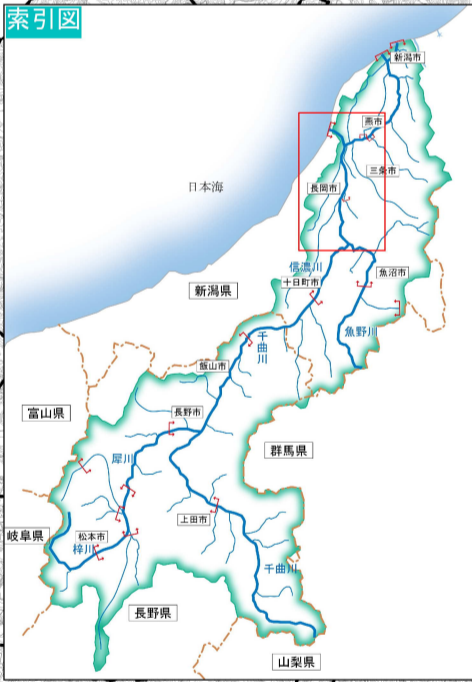 索引図
新潟市
燕市
三条市
日本海
長岡市
信濃川
魚沼市
新潟県
十日町市
魚野川
千曲川
飯山市
富山県
長野市
群馬県
犀川
上田市
岐阜県
松本市
梓川
千曲川
長野県
山梨県